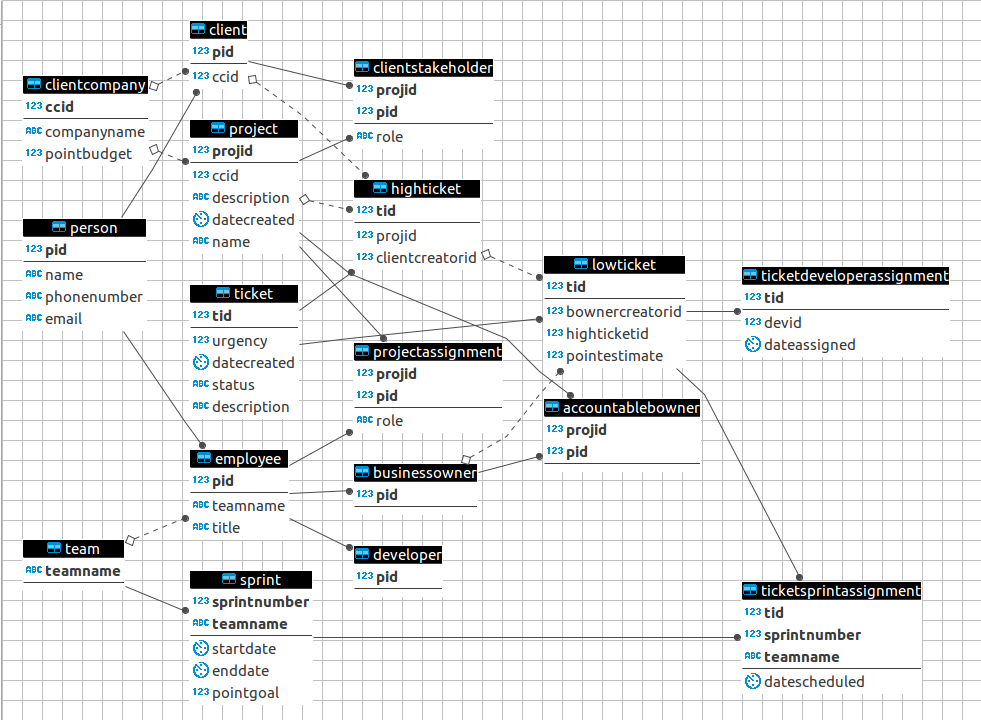 client
123 pid
123 ccid
clientcompany
123 ccid
ABC companyname
123 pointbudget
clientstakeholder
123 projid
123 pid
ABC role
project
123 projid
123 ccid
ABC description
datecreated
ABC name
highticket
123 tid
123 projid
123 clientcreatorid
person
123 pid
ABC name
ABC phonenumber
ABC email
ticket
123 tid
123 urgency
datecreated
ABC status
ABC description
lowticket
123 tid
123 bownercreatorid
123 highticketid
123 pointestimate
ticketdeveloperassignment
123 tid
123 devid
dateassigned
projectassignment
123 projid
123 pid
ABC role
accountablebowner
123 projid
123 pid
employee
123 pid
ABC teamname
ABC title
businessowner
123 pid
team
ABC teamname
developer
123 pid
sprint
123 sprintnumber
ABC teamname
startdate
enddate
123 pointgoal
ticketsprintassignment
123 tid
123 sprintnumber
ABC teamname
datescheduled